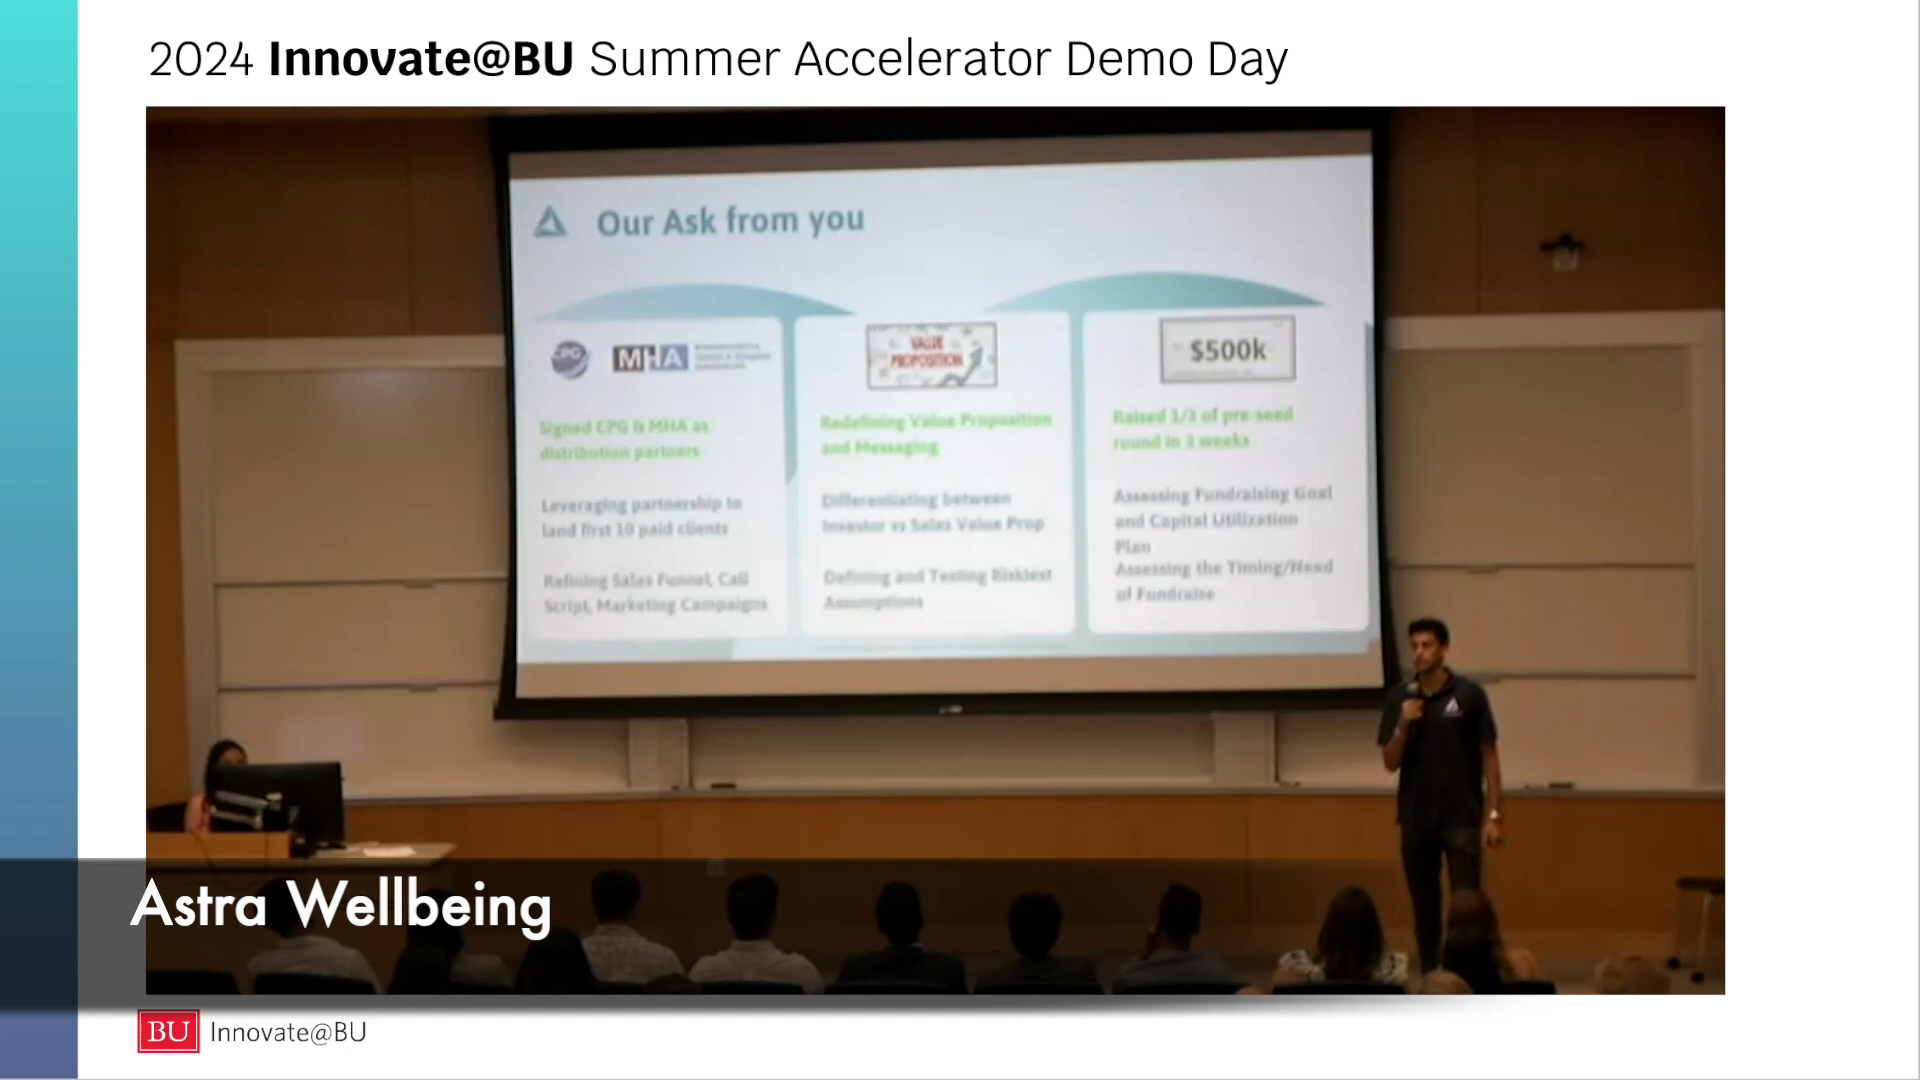 2024 Innovate@BU Summer Accelerator Demo Day
Our Ask from you
CPG
MHA
VALUE
PROPOSITION
$500k
Signed CPG & MHA as
distribution partners
Leveraging partnership to
land first 10 paid clients
Refining Sales Funnel, Call
Script, Marketing Campaigns
Redefining Value Proposition
and Messaging
Differentiating between
Investor vs Sales Value Prop
Defining and Testing Riskiest
Assumptions
Raised 1/3 of pre-seed
round in 3 weeks
Assessing Fundraising Goal
and Capital Utilization
Plan
Assessing the Timing/Need
of Fundraise
Astra Wellbeing
BU Innovate@BU